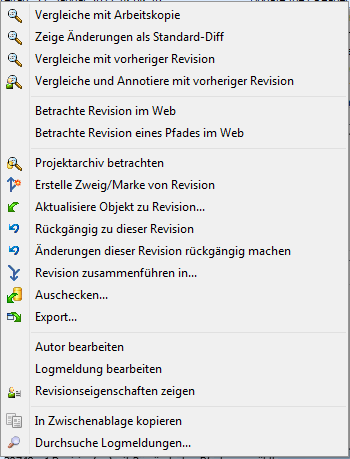 Vergleiche mit Arbeitskopie
Zeige Änderungen als Standard-Diff
Vergleiche mit vorheriger Revision
Vergleiche und Annotiere mit vorheriger Revision
Betrachte Revision im Web
Betrachte Revision eines Pfades im Web
Projektarchiv betrachten
Erstelle Zweig/Marke von Revision
Aktualisiere Objekt zu Revision...
Rückgängig zu dieser Revision
Änderungen dieser Revision rückgängig machen
Revision zusammenführen in...
Auschecken...
Export...
Autor bearbeiten
Logmeldung bearbeiten
Revisionseigenschaften zeigen
In Zwischenablage kopieren
Durchsuche Logmeldungen...